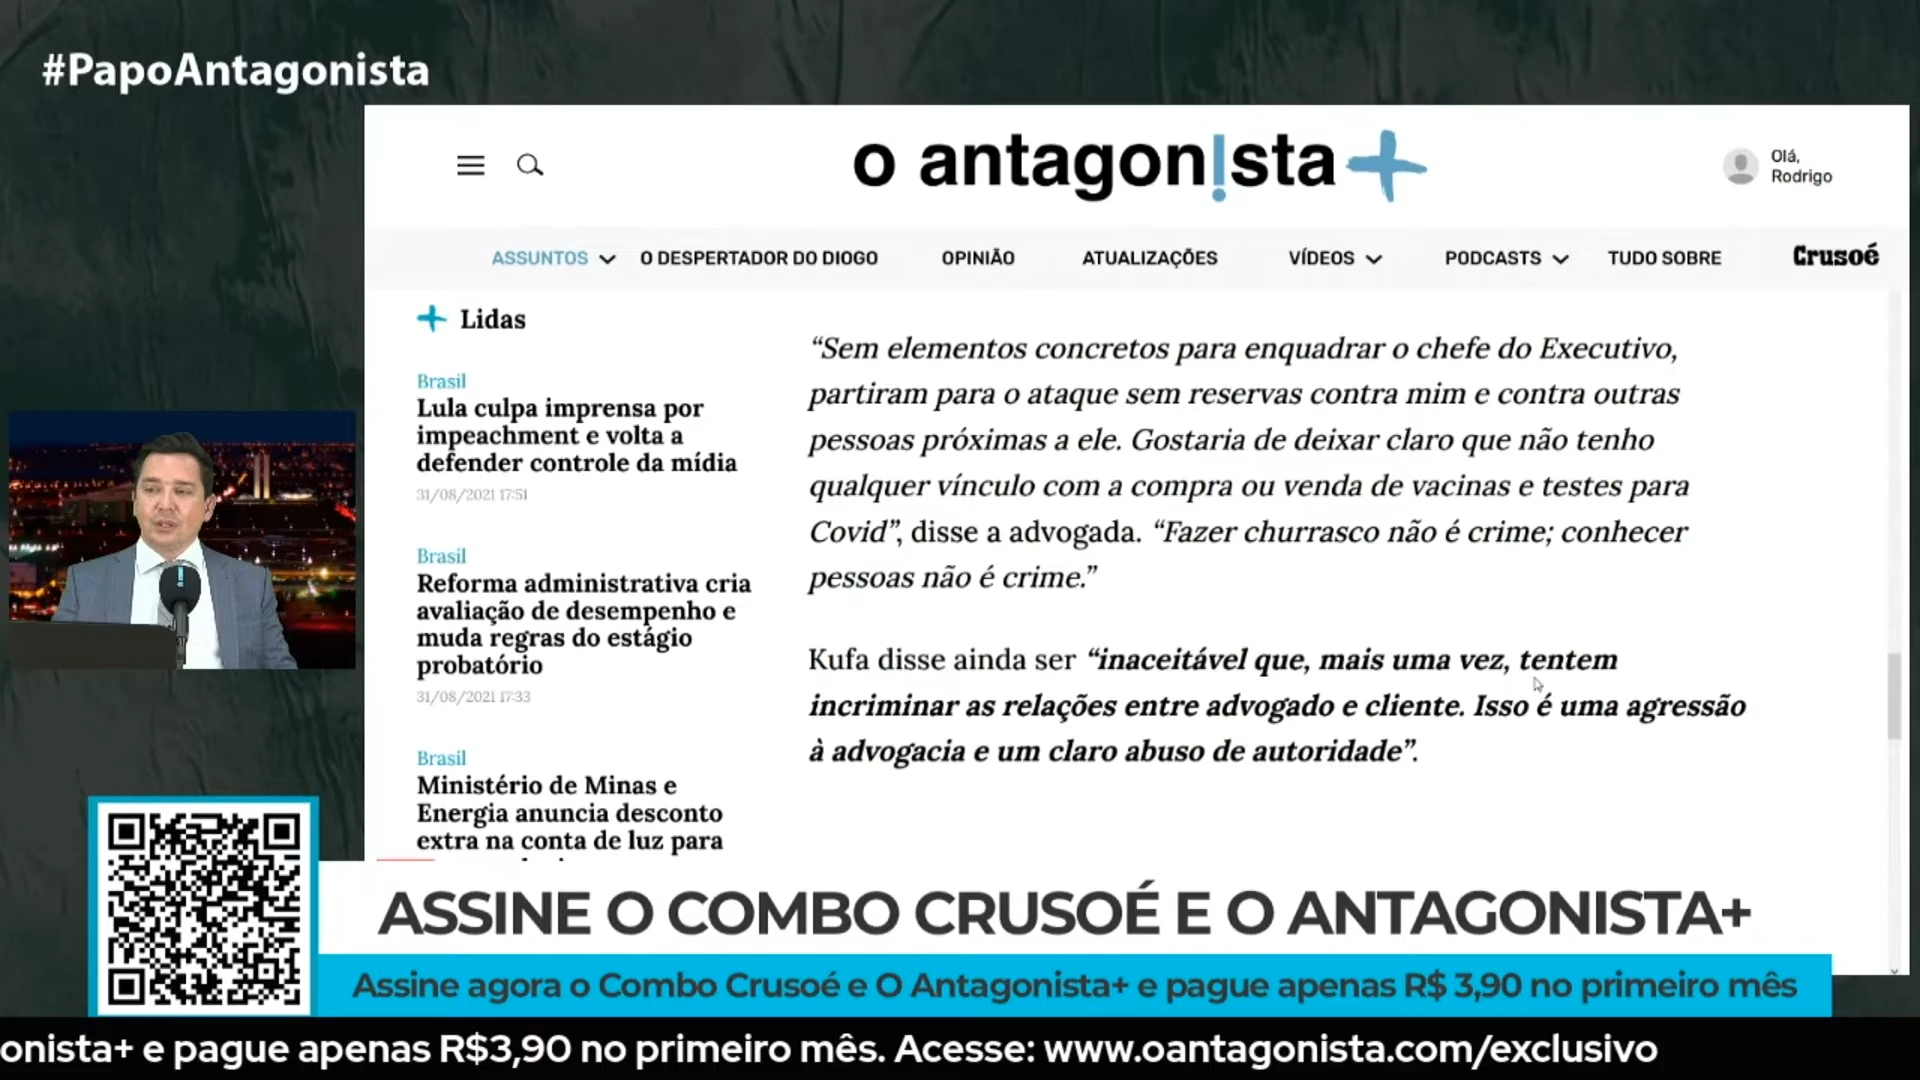 #PapoAntagonista
o antagon!sta+
Olá,
Rodrigo
ASSUNTOS
O DESPERTADOR DO DIOGO
OPINIÃO
ATUALIZAÇÕES
VÍDEOS
PODCASTS
TUDO SOBRE
Crusoé
+ Lidas
Brasil
Lula culpa imprensa por
impeachment e volta a
defender controle da mídia
31/08/2021 17:51
Brasil
Reforma administrativa cria
avaliação de desempenho e
muda regras do estágio
probatório
31/08/2021 17:33
Brasil
Ministério de Minas e
Energia anuncia desconto
extra na conta de luz para
“Sem elementos concretos para enquadrar o chefe do Executivo,
partiram para o ataque sem reservas contra mim e contra outras
pessoas próximas a ele. Gostaria de deixar claro que não tenho
qualquer vínculo com a compra ou venda de vacinas e testes para
Covid”, disse a advogada. “Fazer churrasco não é crime; conhecer
pessoas não é crime.”
Kufa disse ainda ser “inaceitável que, mais uma vez, tentem
incriminar as relações entre advogado e cliente. Isso é uma agressão
à advogacia e um claro abuso de autoridade”.
ASSINE O COMBO CRUSOÉ E O ANTAGONISTA+
Assine agora o Combo Crusoé e O Antagonista+ e pague apenas R$ 3,90 no primeiro mês
onista+ e pague apenas R$3,90 no primeiro mês. Acesse: www.oantagonista.com/exclusivo